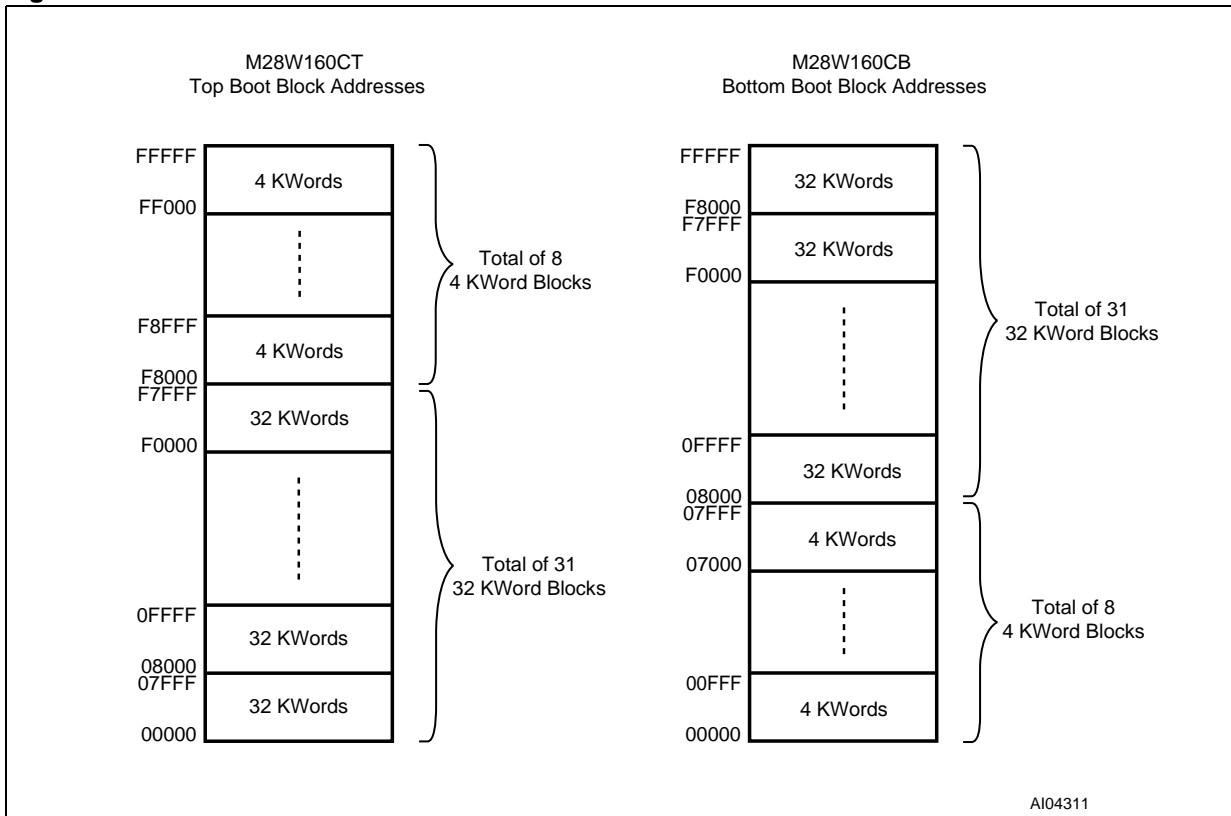 M28W160CT
Top Boot Block Addresses
FFFFF
4 KWords
FF000
Total of 8
4 KWord Blocks
F8FFF
4 KWords
F8000
F7FFF
32 KWords
F0000
Total of 31
32 KWord Blocks
0FFFF
32 KWords
08000
07FFF
32 KWords
00000
M28W160CB
Bottom Boot Block Addresses
FFFFF
32 KWords
F8000
F7FFF
32 KWords
F0000
Total of 31
32 KWord Blocks
0FFFF
32 KWords
08000
07FFF
4 KWords
07000
Total of 8
4 KWord Blocks
00FFF
4 KWords
00000
AI04311